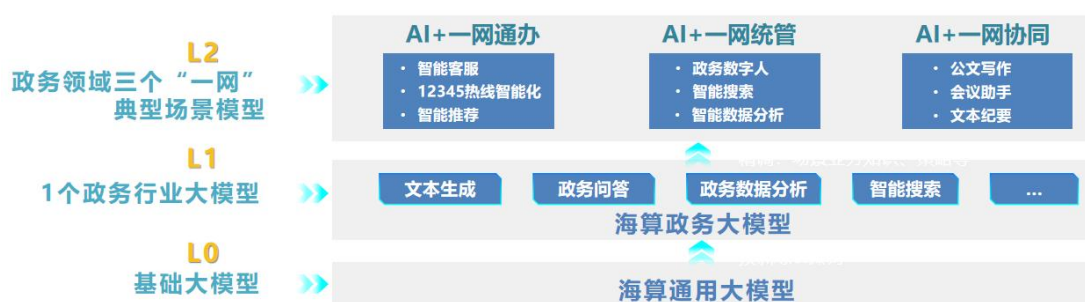 L2
政务领域三个“一网”
典型场景模型
AI+一网通办
• 智能客服
• 12345热线智能化
• 智能推荐
AI+一网统管
• 政务数字人
• 智能搜索
• 智能数据分析
AI+一网协同
• 公文写作
• 会议助手
• 文本纪要
L1
1个政务行业大模型
文本生成
政务问答
政务数据分析
智能搜索
...
海算政务大模型
L0
基础大模型
海算通用大模型